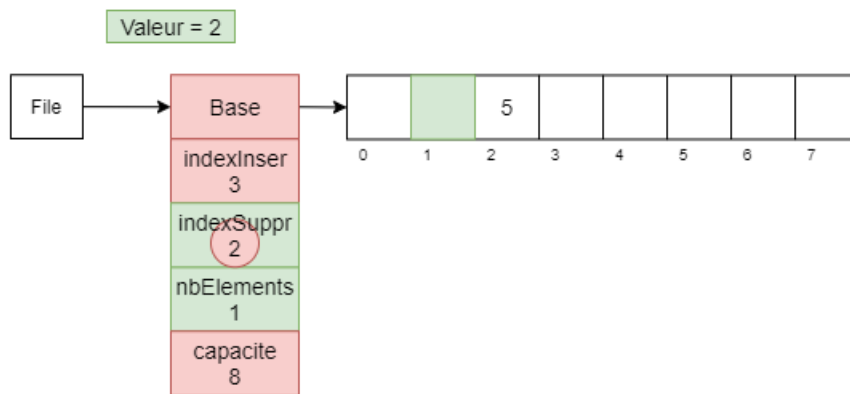 Valeur = 2
File
Base
5
0 1 2 3 4 5 6 7
indexInser
3
indexSuppr
2
nbElements
1
capacite
8